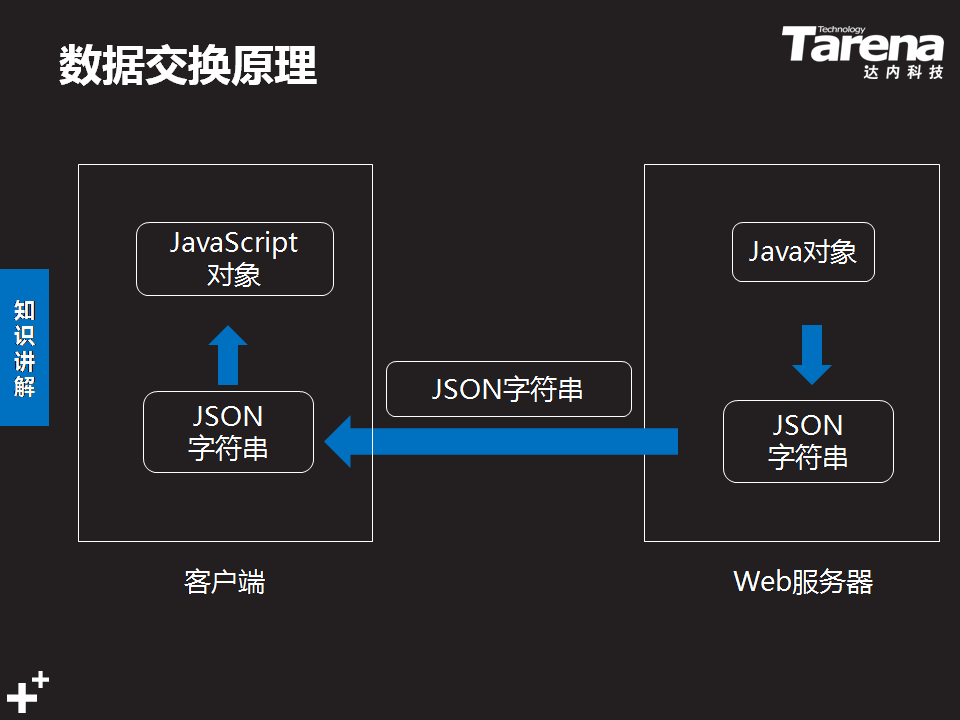 数据交换原理
Technology
Tarena
达内科技
知
识
讲
解
JavaScript
对象
JSON
字符串
客户端
JSON字符串
Java对象
JSON
字符串
Web服务器